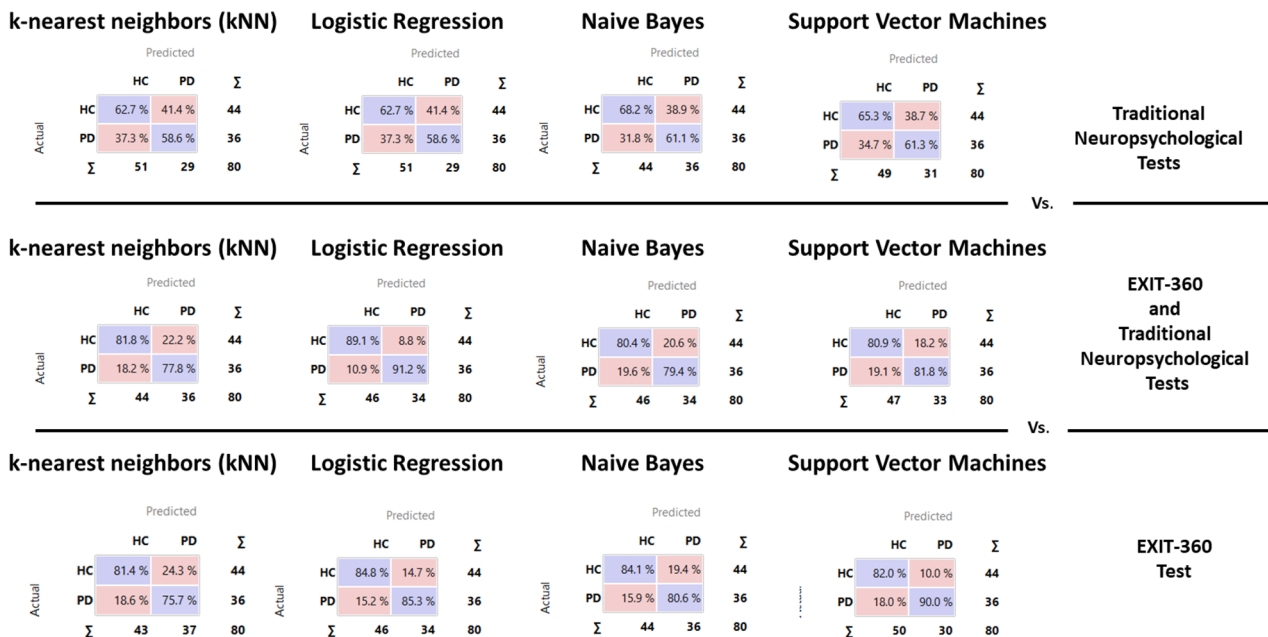 k-nearest neighbors (kNN) Logistic Regression Naive Bayes Support Vector Machines
Predicted Predicted Predicted Predicted
HC PD Σ HC PD Σ HC PD Σ HC PD Σ
HC 62.7 % 41.4 % 44 HC 62.7 % 41.4 % 44 HC 68.2 % 38.9 % 44 HC 65.3 % 38.7 % 44
Actual PD 37.3 % 58.6 % 36 Actual PD 37.3 % 58.6 % 36 Actual PD 31.8 % 61.1 % 36 Actual PD 34.7 % 61.3 % 36
Σ 51 29 80 Σ 51 29 80 Σ 44 36 80 Σ 49 31 80
Traditional
Neuropsychological
Tests
Vs.
k-nearest neighbors (kNN) Logistic Regression Naive Bayes Support Vector Machines
Predicted Predicted Predicted Predicted
HC PD Σ HC PD Σ HC PD Σ HC PD Σ
HC 81.8 % 22.2 % 44 HC 89.1 % 8.8 % 44 HC 80.4 % 20.6 % 44 HC 80.9 % 18.2 % 44
Actual PD 18.2 % 77.8 % 36 Actual PD 10.9 % 91.2 % 36 Actual PD 19.6 % 79.4 % 36 Actual PD 19.1 % 81.8 % 36
Σ 44 36 80 Σ 46 34 80 Σ 46 34 80 Σ 47 33 80
EXIT-360
and
Traditional
Neuropsychological
Tests
Vs.
k-nearest neighbors (kNN) Logistic Regression Naive Bayes Support Vector Machines
Predicted Predicted Predicted Predicted
HC PD Σ HC PD Σ HC PD Σ HC PD Σ
HC 81.4 % 24.3 % 44 HC 84.8 % 14.7 % 44 HC 84.1 % 19.4 % 44 HC 82.0 % 10.0 % 44
Actual PD 18.6 % 75.7 % 36 Actual PD 15.2 % 85.3 % 36 Actual PD 15.9 % 80.6 % 36 PD 18.0 % 90.0 % 36
Σ 43 37 80 Σ 46 34 80 Σ 44 36 80 Σ 50 30 80
EXIT-360
Test